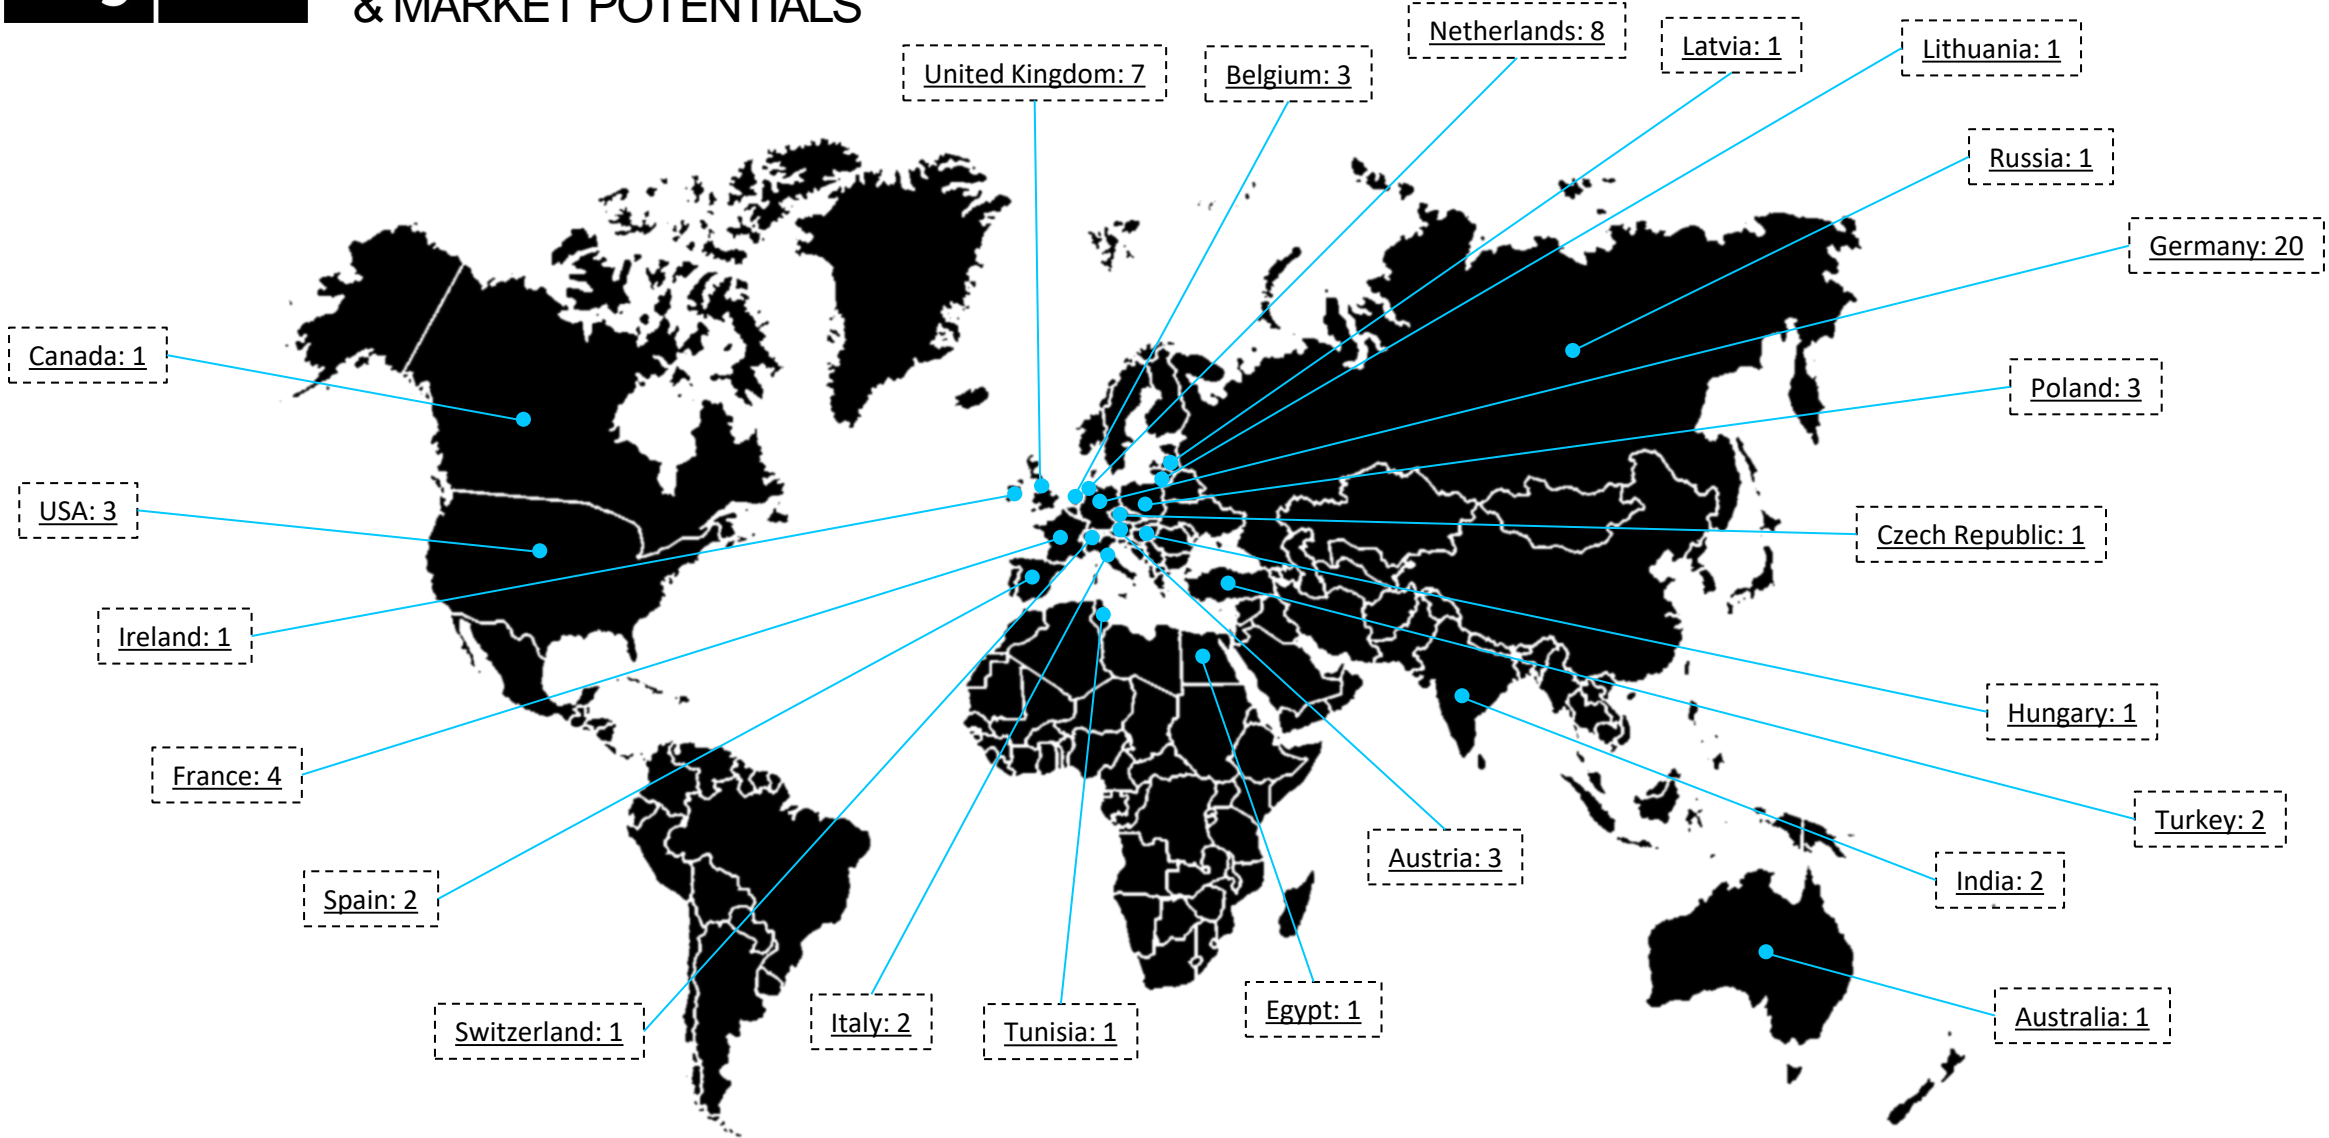 & MARKET POTENTIALS
Netherlands: 8
Latvia: 1
Lithuania: 1
United Kingdom: 7
Belgium: 3
Russia: 1
Germany: 20
Canada: 1
Poland: 3
USA: 3
Czech Republic: 1
Ireland: 1
Hungary: 1
France: 4
Turkey: 2
Austria: 3
India: 2
Spain: 2
Egypt: 1
Australia: 1
Switzerland: 1
Italy: 2
Tunisia: 1